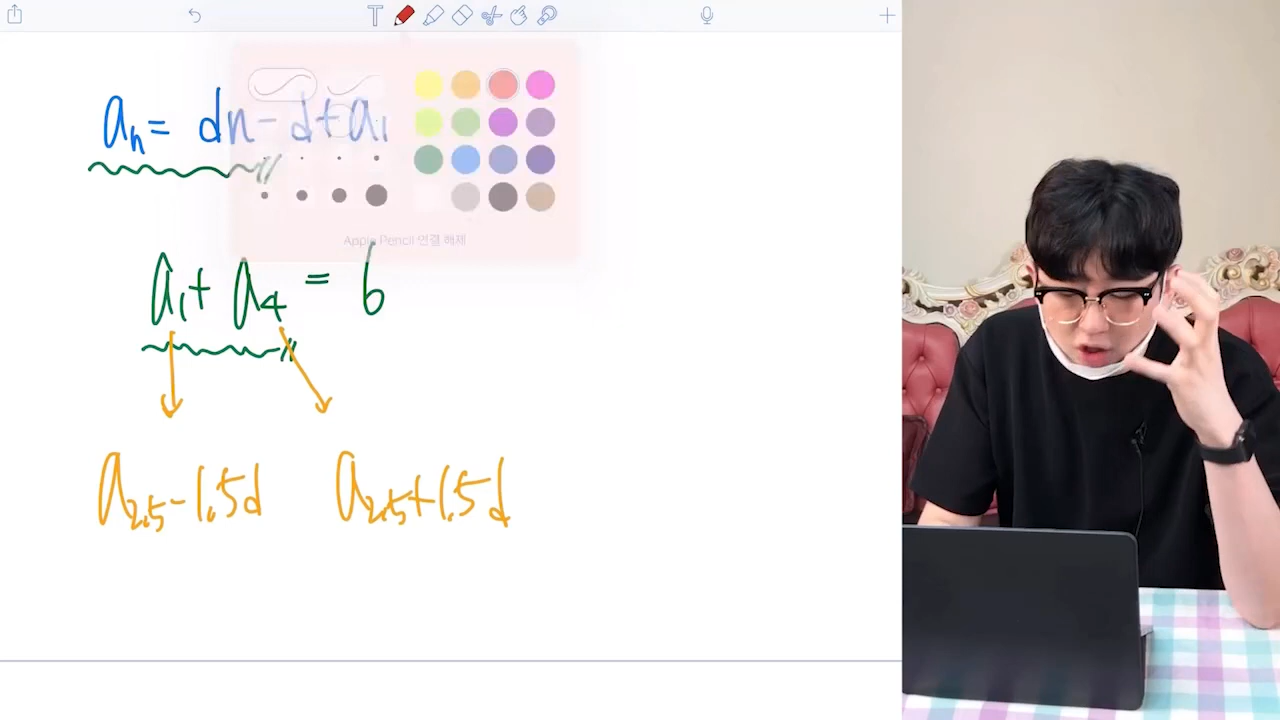 aₙ = dn - d + a₁
Apple Pencil 연결 해제
a₁ + a₄ = 6
a₂.₅ - 1.5d a₂.₅ + 1.5d